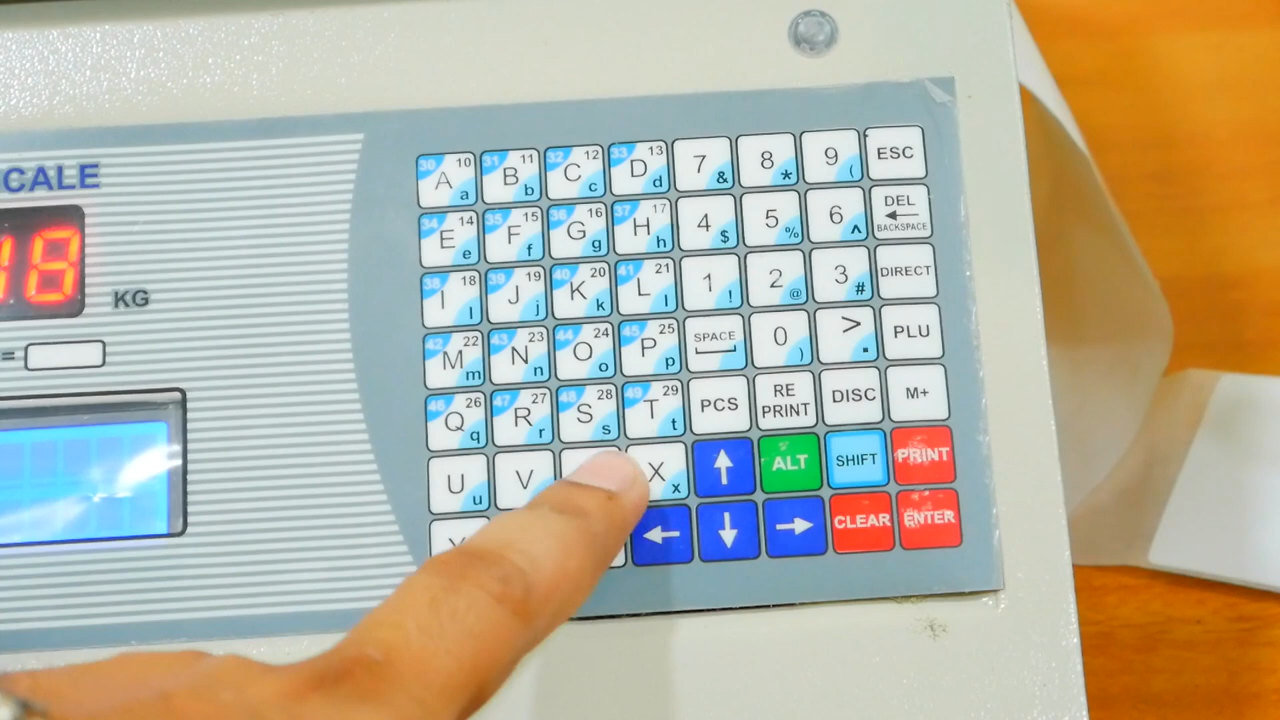 CALE
18
KG
=
30 A 10 a 31 B 11 b 32 C 12 c 33 D 13 d 7 & 8 * 9 ( ESC
34 E 14 e 35 F 15 f 36 G 16 g 37 H 17 h 4 $ 5 % 6 ^ DEL ← BACKSPACE
38 I 18 l 39 J 19 j 40 K 20 k 41 L 21 l 1 ! 2 @ 3 # DIRECT
42 M 22 m 43 N 23 n 44 O 24 o 45 P 25 p SPACE 0 ) > . PLU
46 Q 26 q 47 R 27 r 48 S 28 s 49 T 29 t PCS RE PRINT DISC M+
U u V X x ↑ ALT SHIFT PRINT
Y ← ↓ → CLEAR ENTER